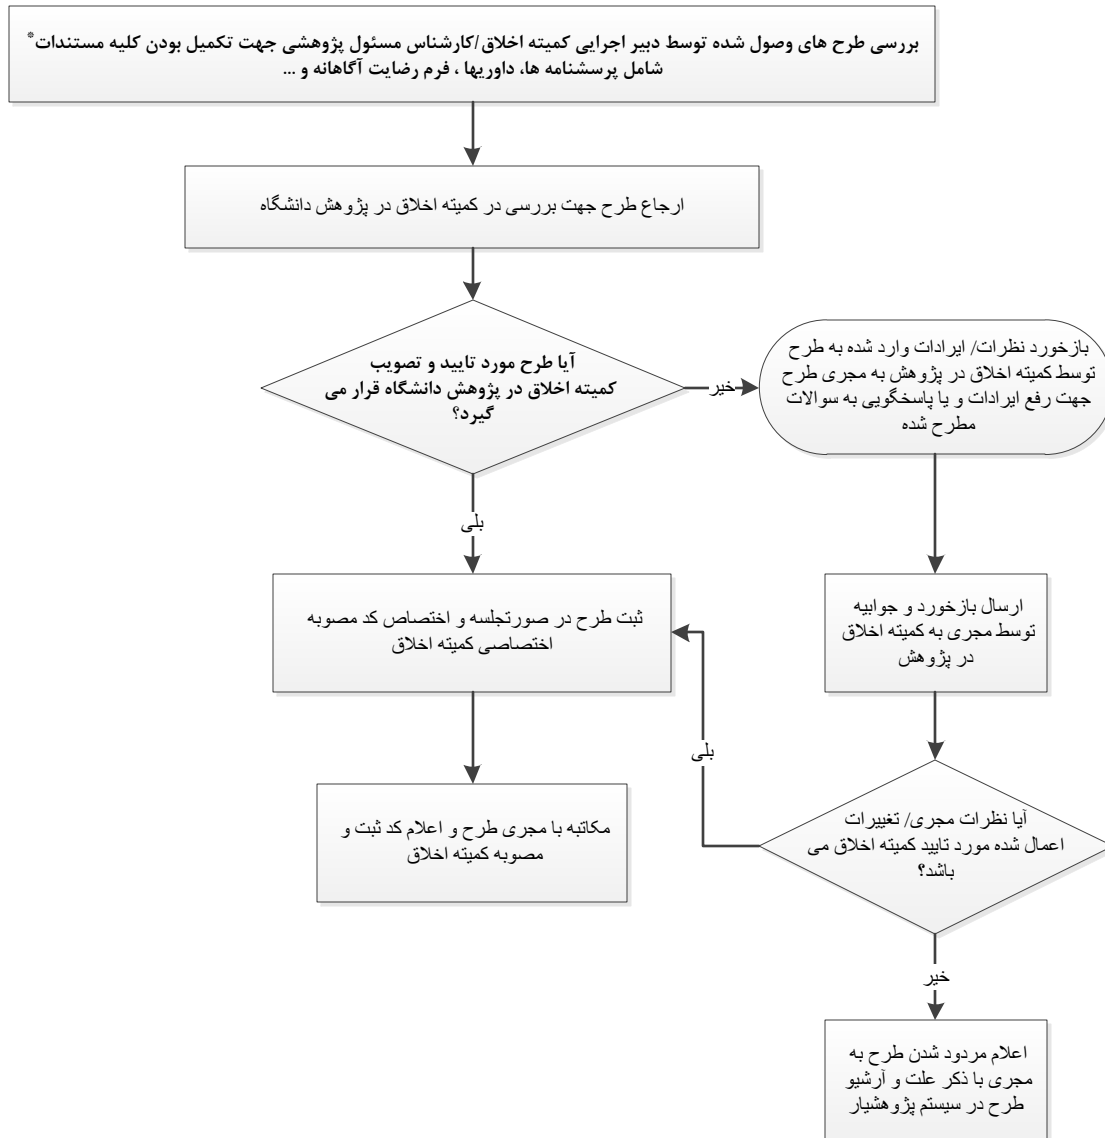 بررسی طرح های وصول شده توسط دبیر اجرایی کمیته اخلاق/کارشناس مسئول پژوهشی جهت تکمیل بودن کلیه مستندات*
شامل پرسشنامه ها، داوریها ، فرم رضایت آگاهانه و ...
ارجاع طرح جهت بررسی در کمیته اخلاق در پژوهش دانشگاه
آیا طرح مورد تایید و تصویب
کمیته اخلاق در پژوهش دانشگاه قرار می
گیرد؟
خیر
بازخورد نظرات/ ایرادات وارد شده به طرح
توسط کمیته اخلاق در پژوهش به مجری طرح
جهت رفع ایرادات و یا پاسخگویی به سوالات
مطرح شده
بلی
ثبت طرح در صورتجلسه و اختصاص کد مصوبه
اختصاصی کمیته اخلاق
ارسال بازخورد و جوابیه
توسط مجری به کمیته اخلاق
در پژوهش
بلی
مکاتبه با مجری طرح و اعلام کد ثبت و
مصوبه کمیته اخلاق
آیا نظرات مجری/ تغییرات
اعمال شده مورد تایید کمیته اخلاق می
باشد؟
خیر
اعلام مردود شدن طرح به
مجری با ذکر علت و آرشیو
طرح در سیستم پژوهشیار